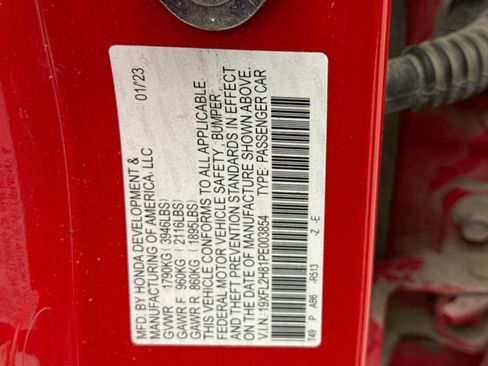 MFD. BY HONDA DEVELOPMENT & 01/'23
MANUFACTURING OF AMERICA, LLC
GVWR 1790KG (3946LBS)
GAWR F 960KG (2116LBS)
GAWR R 860KG (1895LBS)
THIS VEHICLE CONFORMS TO ALL APPLICABLE
FEDERAL MOTOR VEHICLE SAFETY, BUMPER,
AND THEFT PREVENTION STANDARDS IN EFFECT
ON THE DATE OF MANUFACTURE SHOWN ABOVE.
V.I.N: 19XFL2H81PE003854 TYPE: PASSENGER CAR
149 P A86 -R513 -Z -E